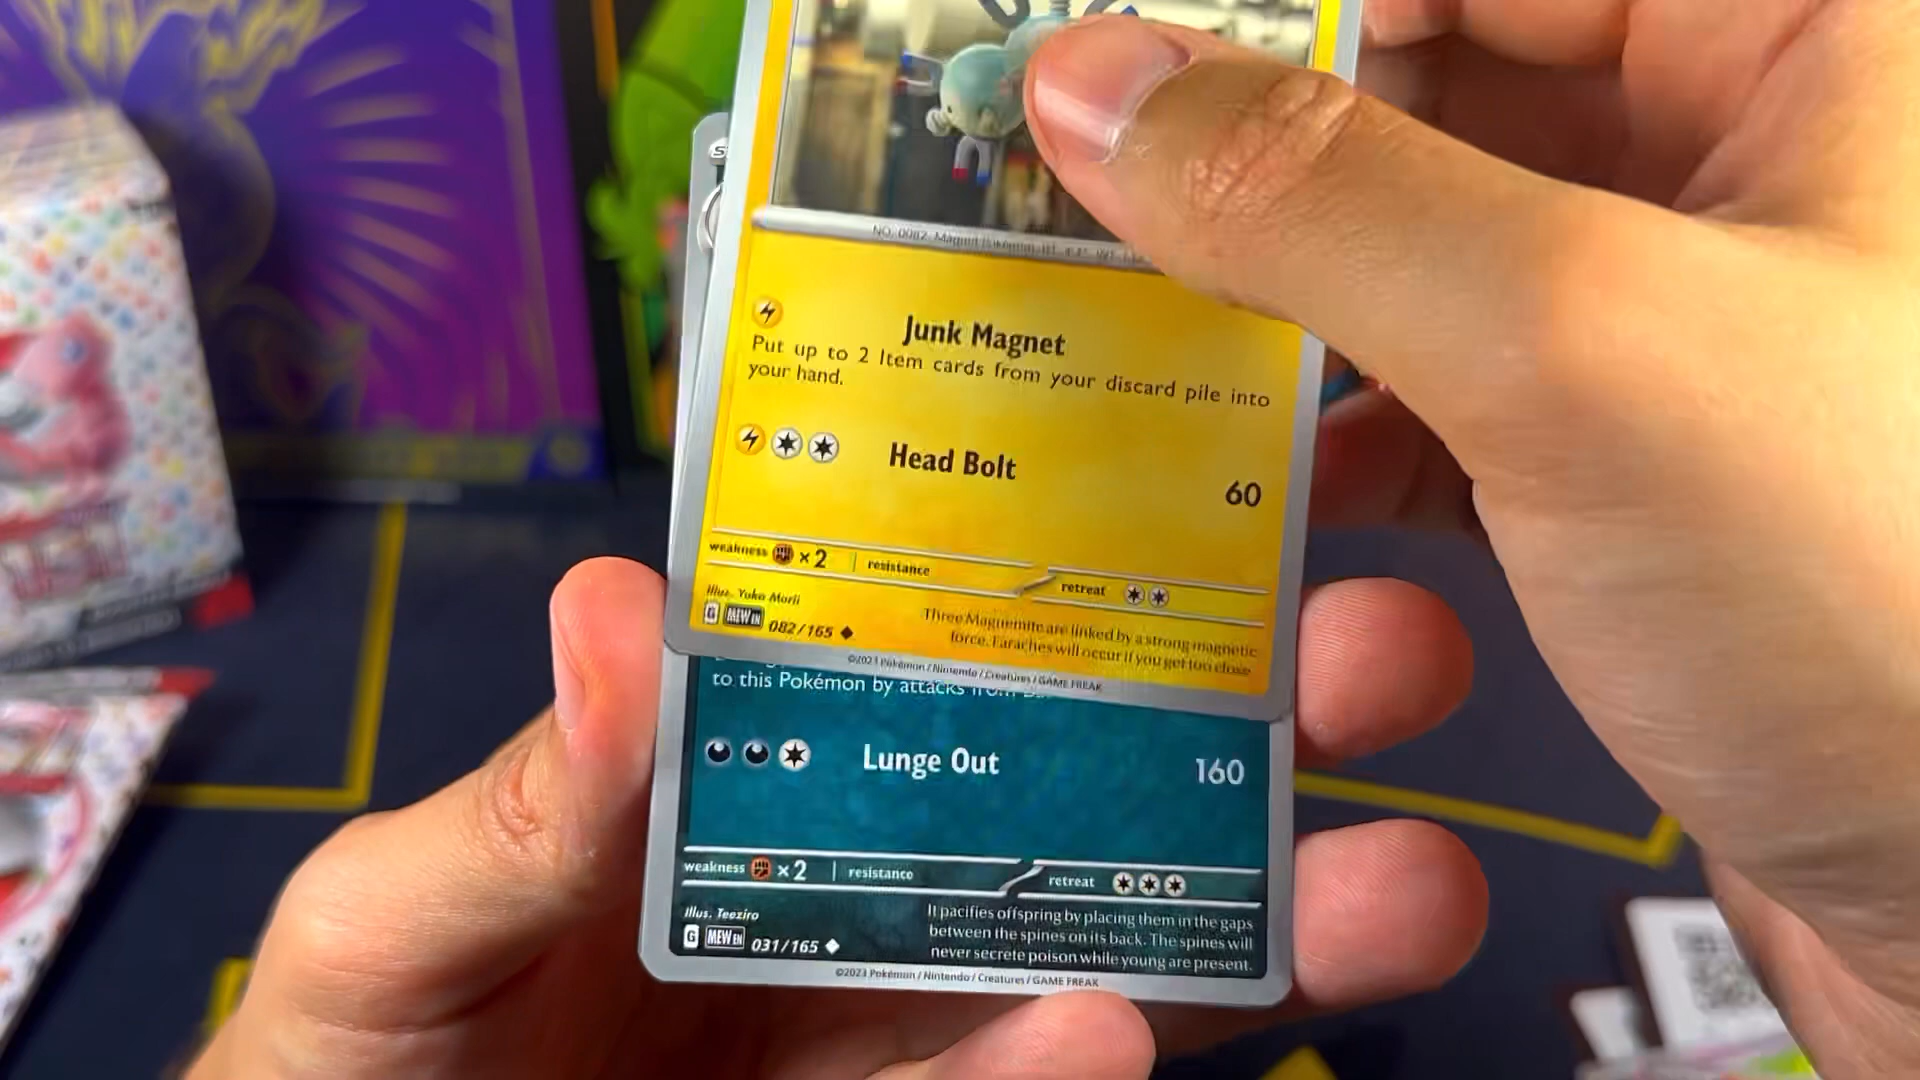 NO. 0082 Magnet Pokémon
Junk Magnet
Put up to 2 Item cards from your discard pile into
your hand.
Head Bolt
60
weakness ×2 resistance
retreat
Illus. Yuka Morii
G MEW EN 082/165
Three Magnemite are linked by a strong magnetic
force. Earaches will occur if you get too close.
©2023 Pokémon / Nintendo / Creatures / GAME FREAK
to this Pokémon by attacks from
Lunge Out
160
weakness ×2 resistance
retreat
Illus. Teeziro
G MEW EN 031/165
It pacifies offspring by placing them in the gaps
between the spines on its back. The spines will
never secrete poison while young are present.
©2023 Pokémon / Nintendo / Creatures / GAME FREAK